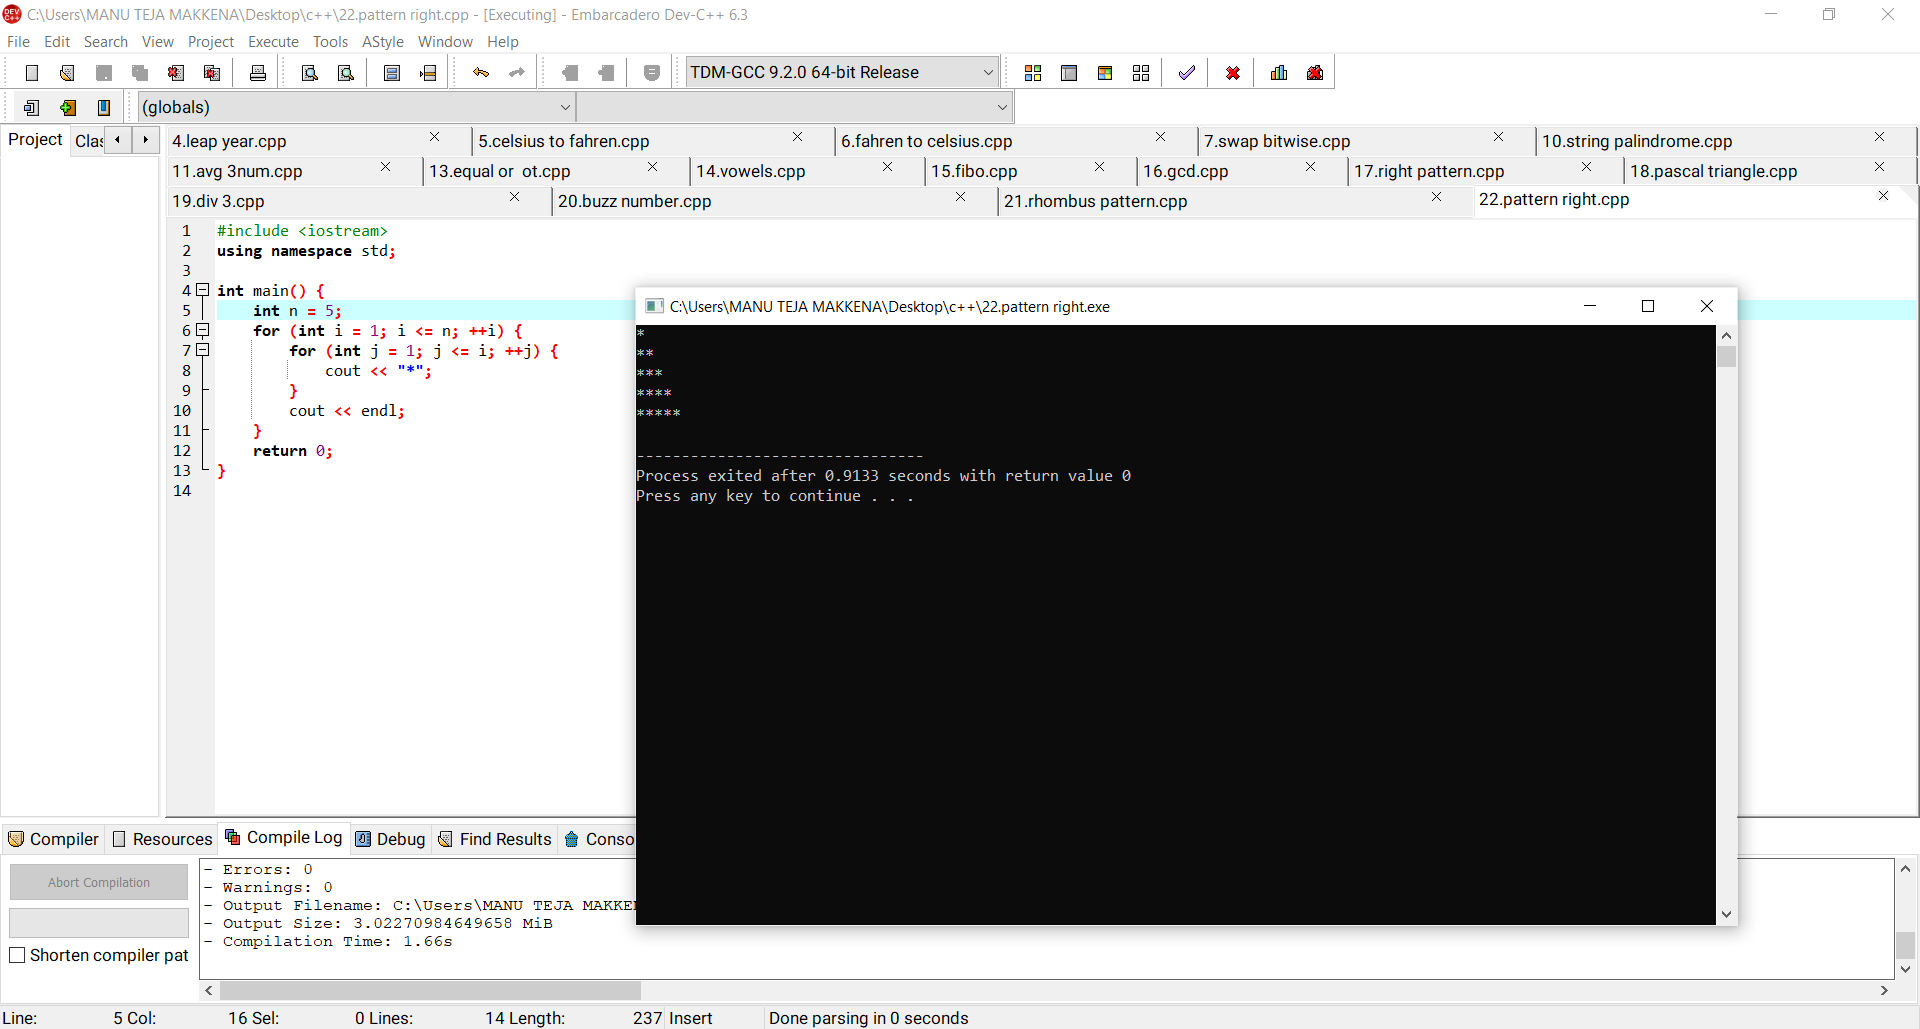 C:\Users\MANU TEJA MAKKENA\Desktop\c++\22.pattern right.cpp - [Executing] - Embarcadero Dev-C++ 6.3
File Edit Search View Project Execute Tools AStyle Window Help
TDM-GCC 9.2.0 64-bit Release
(globals)
Project Clas
4.leap year.cpp 5.celsius to fahren.cpp 6.fahren to celsius.cpp 7.swap bitwise.cpp 10.string palindrome.cpp
11.avg 3num.cpp 13.equal or  ot.cpp 14.vowels.cpp 15.fibo.cpp 16.gcd.cpp 17.right pattern.cpp 18.pascal triangle.cpp
19.div 3.cpp 20.buzz number.cpp 21.rhombus pattern.cpp 22.pattern right.cpp
1 #include <iostream>
2 using namespace std;
3
4 int main() {
5     int n = 5;
6     for (int i = 1; i <= n; ++i) {
7         for (int j = 1; j <= i; ++j) {
8             cout << "*";
9         }
10         cout << endl;
11     }
12     return 0;
13 }
14
C:\Users\MANU TEJA MAKKENA\Desktop\c++\22.pattern right.exe
*
**
***
****
*****
--------------------------------
Process exited after 0.9133 seconds with return value 0
Press any key to continue . . .
Compiler Resources Compile Log Debug Find Results Conso
Abort Compilation
Shorten compiler pat
- Errors: 0
- Warnings: 0
- Output Filename: C:\Users\MANU TEJA MAKKE
- Output Size: 3.02270984649658 MiB
- Compilation Time: 1.66s
Line: 5 Col: 16 Sel: 0 Lines: 14 Length: 237 Insert Done parsing in 0 seconds